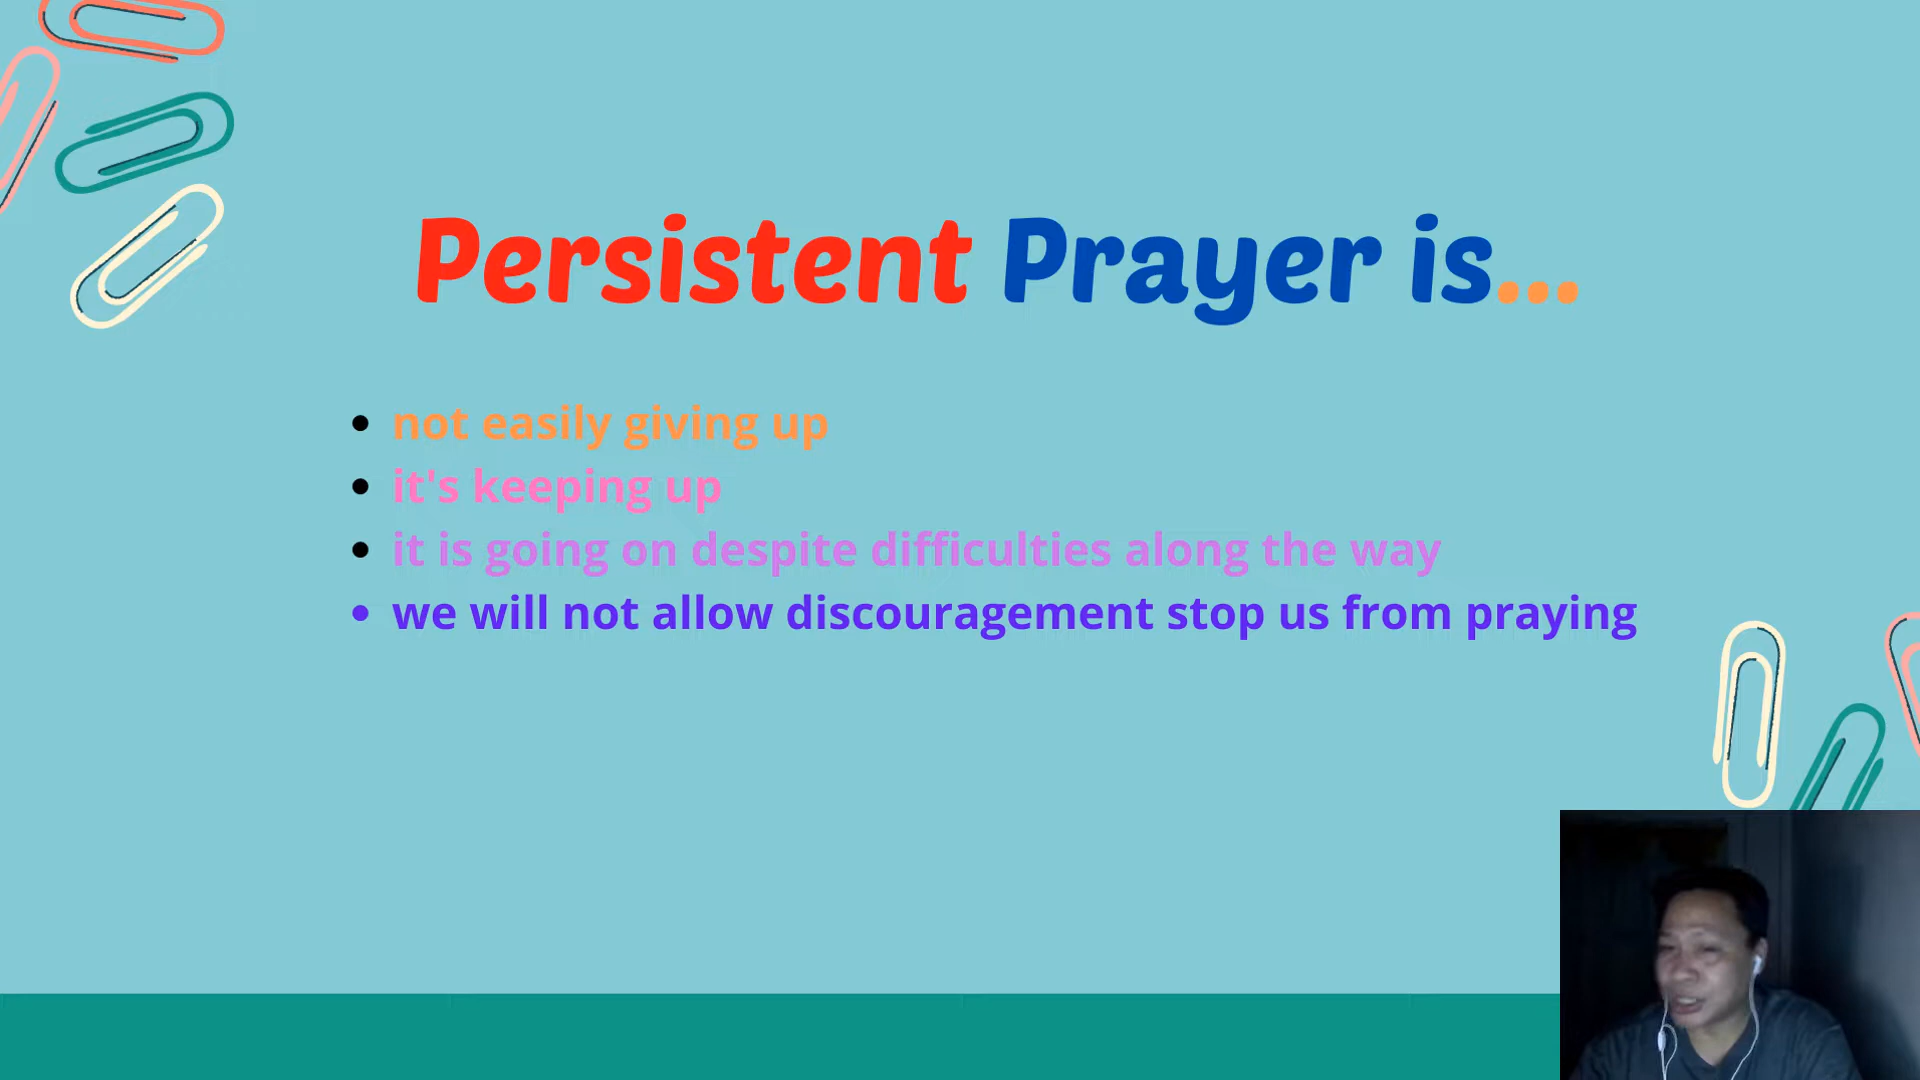 Persistent Prayer is...
• not easily giving up
• it's keeping up
• it is going on despite difficulties along the way
• we will not allow discouragement stop us from praying